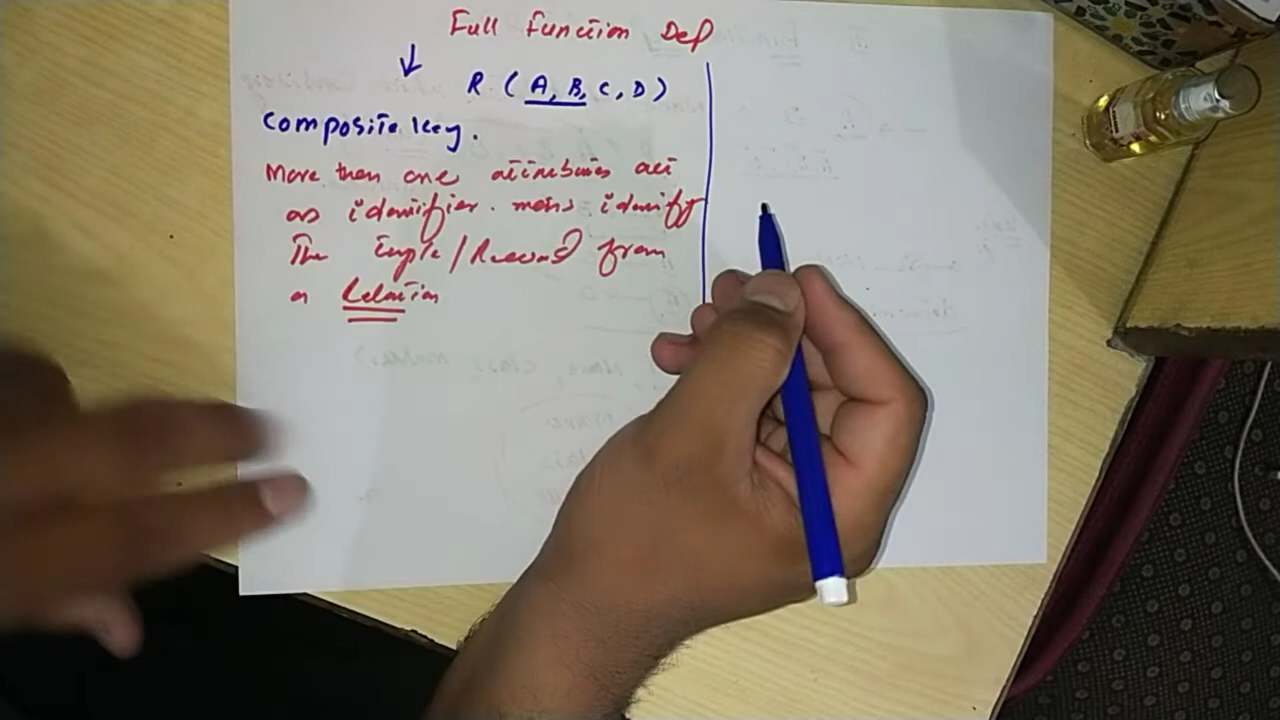 Full Function Dep
R (A, B, C, D)
Composite key.
More then one attributes act
as identifier. means identify
The tuple/Record from
a Relation